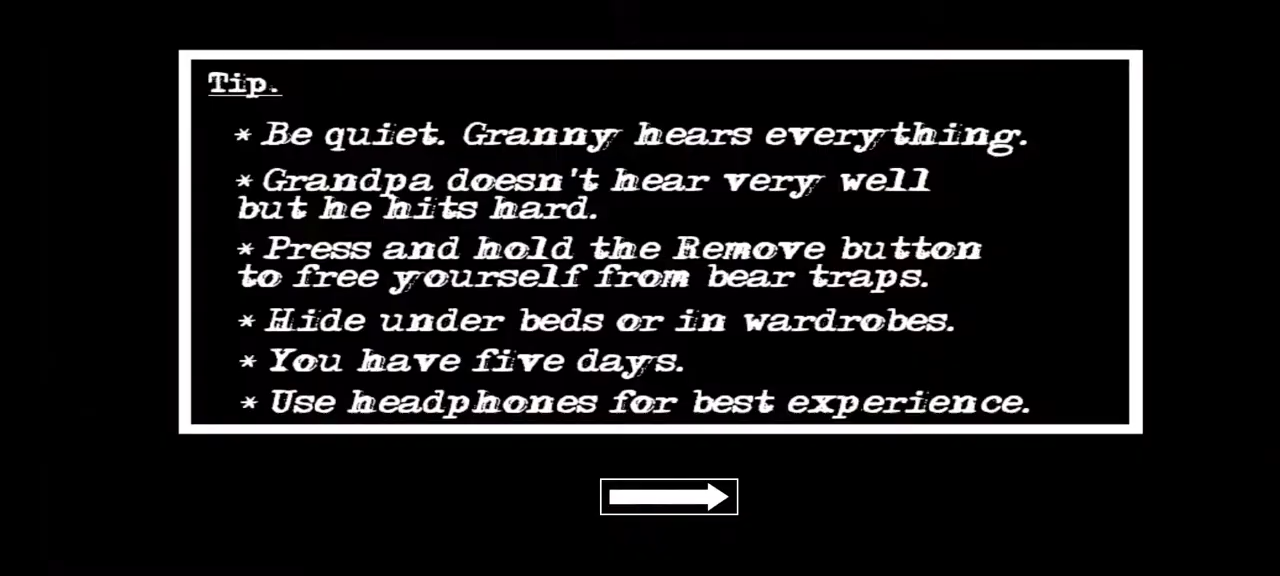 Tip.
* Be quiet. Granny hears everything.
* Grandpa doesn't hear very well
but he hits hard.
* Press and hold the Remove button
to free yourself from bear traps.
* Hide under beds or in wardrobes.
* You have five days.
* Use headphones for best experience.